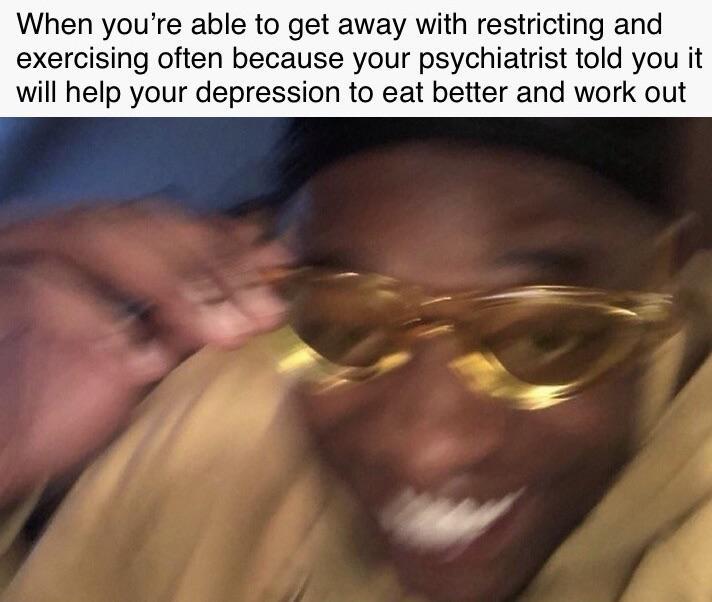 When you’re able to get away with restricting and
exercising often because your psychiatrist told you it
will help your depression to eat better and work out